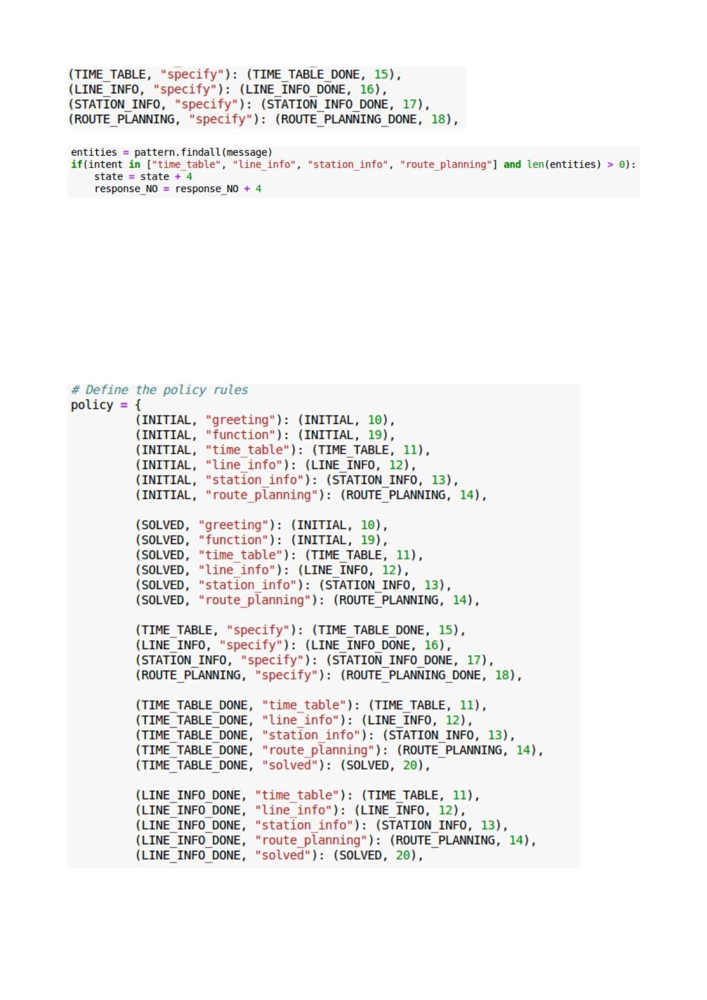 (TIME_TABLE, "specify"): (TIME_TABLE_DONE, 15),
(LINE_INFO, "specify"): (LINE_INFO_DONE, 16),
(STATION_INFO, "specify"): (STATION_INFO_DONE, 17),
(ROUTE_PLANNING, "specify"): (ROUTE_PLANNING_DONE, 18),
entities = pattern.findall(message)
if(intent in ["time_table", "line_info", "station_info", "route_planning"] and len(entities) > 0):
    state = state + 4
    response_NO = response_NO + 4
# Define the policy rules
policy = {
(INITIAL, "greeting"): (INITIAL, 10),
(INITIAL, "function"): (INITIAL, 19),
(INITIAL, "time_table"): (TIME_TABLE, 11),
(INITIAL, "line_info"): (LINE_INFO, 12),
(INITIAL, "station_info"): (STATION_INFO, 13),
(INITIAL, "route_planning"): (ROUTE_PLANNING, 14),
(SOLVED, "greeting"): (INITIAL, 10),
(SOLVED, "function"): (INITIAL, 19),
(SOLVED, "time_table"): (TIME_TABLE, 11),
(SOLVED, "line_info"): (LINE_INFO, 12),
(SOLVED, "station_info"): (STATION_INFO, 13),
(SOLVED, "route_planning"): (ROUTE_PLANNING, 14),
(TIME_TABLE, "specify"): (TIME_TABLE_DONE, 15),
(LINE_INFO, "specify"): (LINE_INFO_DONE, 16),
(STATION_INFO, "specify"): (STATION_INFO_DONE, 17),
(ROUTE_PLANNING, "specify"): (ROUTE_PLANNING_DONE, 18),
(TIME_TABLE_DONE, "time_table"): (TIME_TABLE, 11),
(TIME_TABLE_DONE, "line_info"): (LINE_INFO, 12),
(TIME_TABLE_DONE, "station_info"): (STATION_INFO, 13),
(TIME_TABLE_DONE, "route_planning"): (ROUTE_PLANNING, 14),
(TIME_TABLE_DONE, "solved"): (SOLVED, 20),
(LINE_INFO_DONE, "time_table"): (TIME_TABLE, 11),
(LINE_INFO_DONE, "line_info"): (LINE_INFO, 12),
(LINE_INFO_DONE, "station_info"): (STATION_INFO, 13),
(LINE_INFO_DONE, "route_planning"): (ROUTE_PLANNING, 14),
(LINE_INFO_DONE, "solved"): (SOLVED, 20),